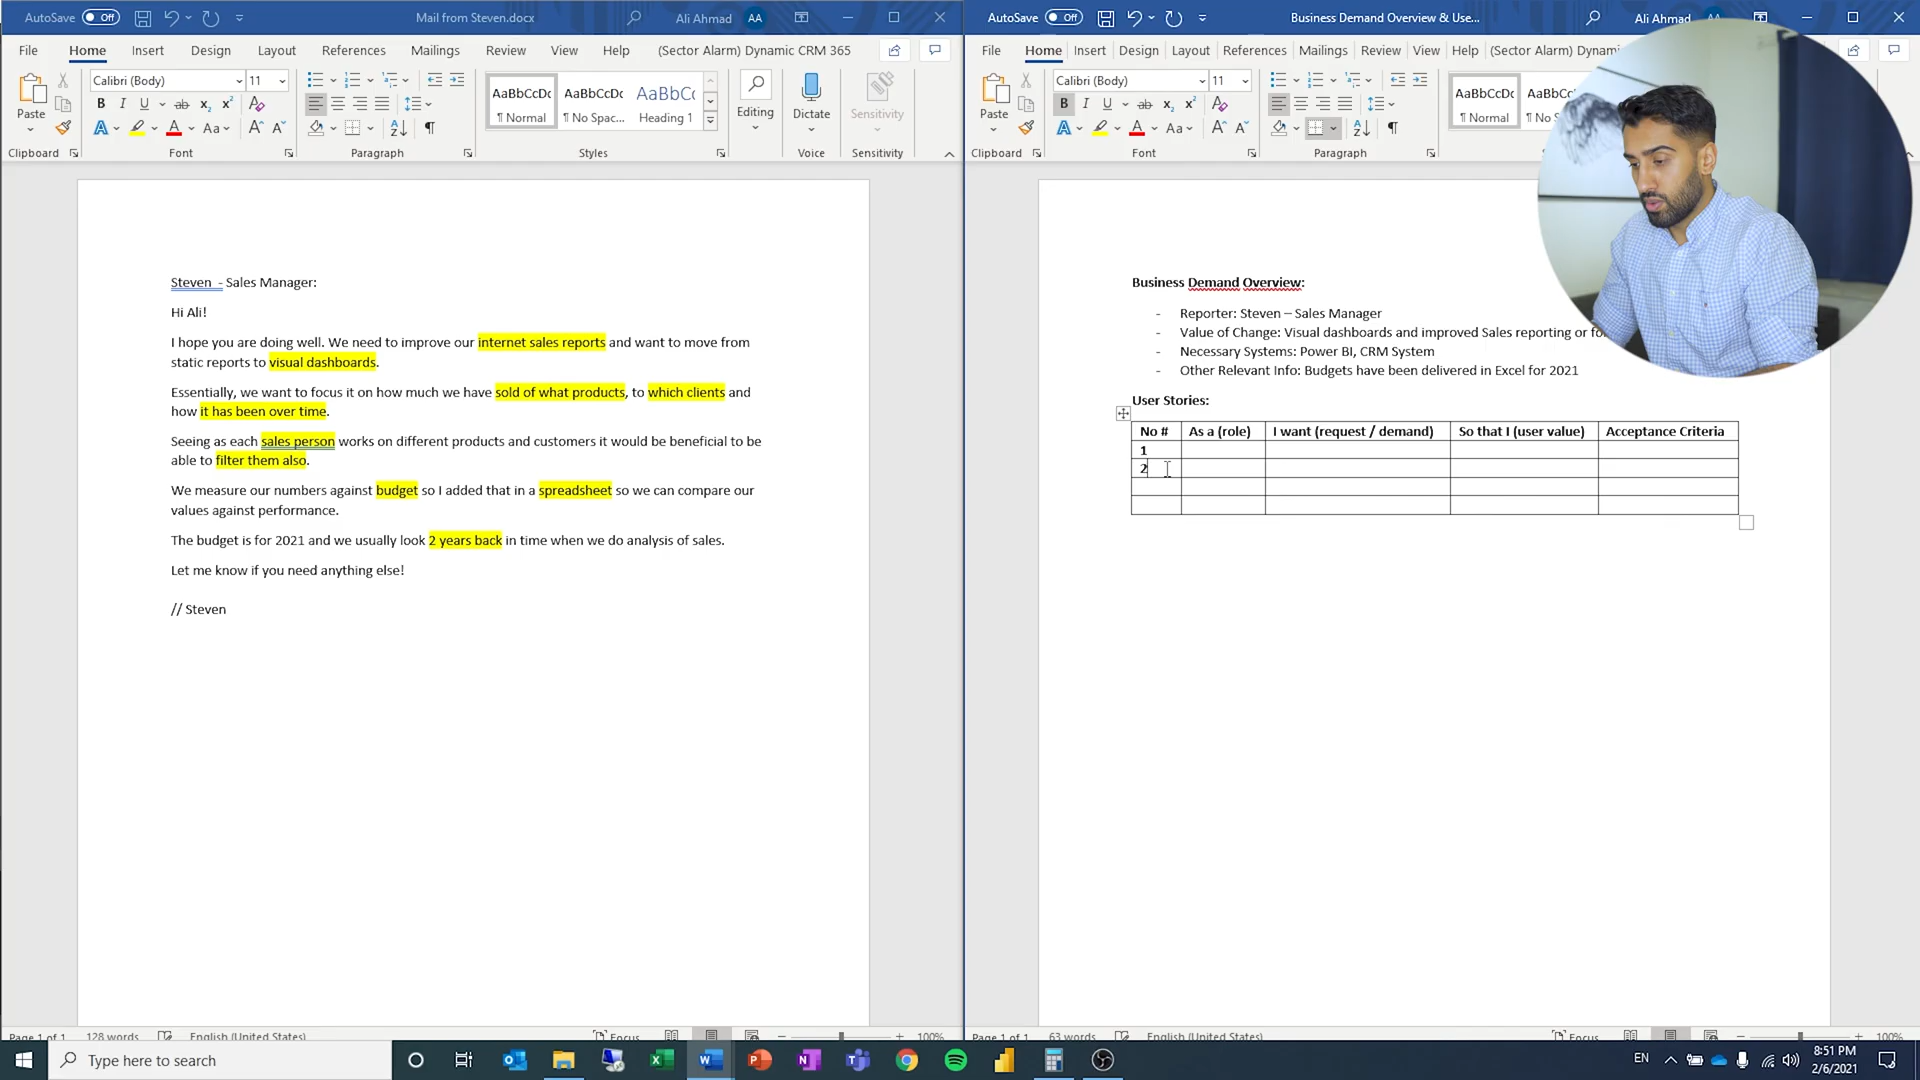 AutoSave Off
Mail from Steven.docx
Ali Ahmad AA
File Home Insert Design Layout References Mailings Review View Help (Sector Alarm) Dynamic CRM 365
Calibri (Body) 11
Paste
B I U ab x₂ x²
A A Aa A A
AaBbCcDc AaBbCcDc AaBbCc
¶ Normal ¶ No Spac... Heading 1
Editing
Dictate
Sensitivity
Clipboard Font Paragraph Styles Voice Sensitivity
Steven - Sales Manager:
Hi Ali!
I hope you are doing well. We need to improve our internet sales reports and want to move from
static reports to visual dashboards.
Essentially, we want to focus it on how much we have sold of what products, to which clients and
how it has been over time.
Seeing as each sales person works on different products and customers it would be beneficial to be
able to filter them also.
We measure our numbers against budget so I added that in a spreadsheet so we can compare our
values against performance.
The budget is for 2021 and we usually look 2 years back in time when we do analysis of sales.
Let me know if you need anything else!
// Steven
Page 1 of 1 128 words English (United States) Focus 100%
AutoSave Off
Business Demand Overview & Use...
Ali Ahmad
File Home Insert Design Layout References Mailings Review View Help (Sector Alarm) Dynami
Calibri (Body) 11
Paste
B I U ab x₂ x²
A A Aa A A
AaBbCcDc AaBbC
¶ Normal ¶ No S
Clipboard Font Paragraph
Business Demand Overview:
- Reporter: Steven – Sales Manager
- Value of Change: Visual dashboards and improved Sales reporting or fo
- Necessary Systems: Power BI, CRM System
- Other Relevant Info: Budgets have been delivered in Excel for 2021
User Stories:
No # As a (role) I want (request / demand) So that I (user value) Acceptance Criteria
1
2
Page 1 of 1 63 words English (United States) Focus 100%
Type here to search
EN
8:51 PM
2/6/2021